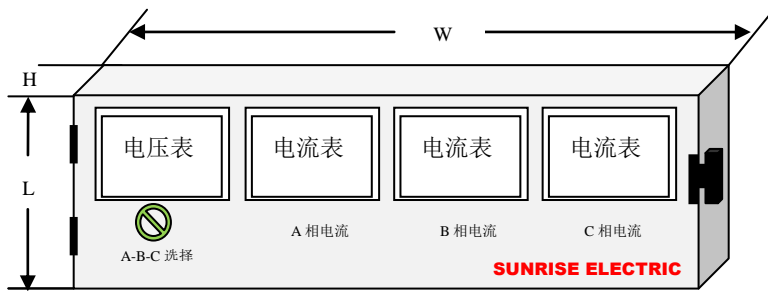 W
H
电压表
电流表
电流表
电流表
L
A 相电流
B 相电流
C 相电流
A-B-C 选择
SUNRISE ELECTRIC